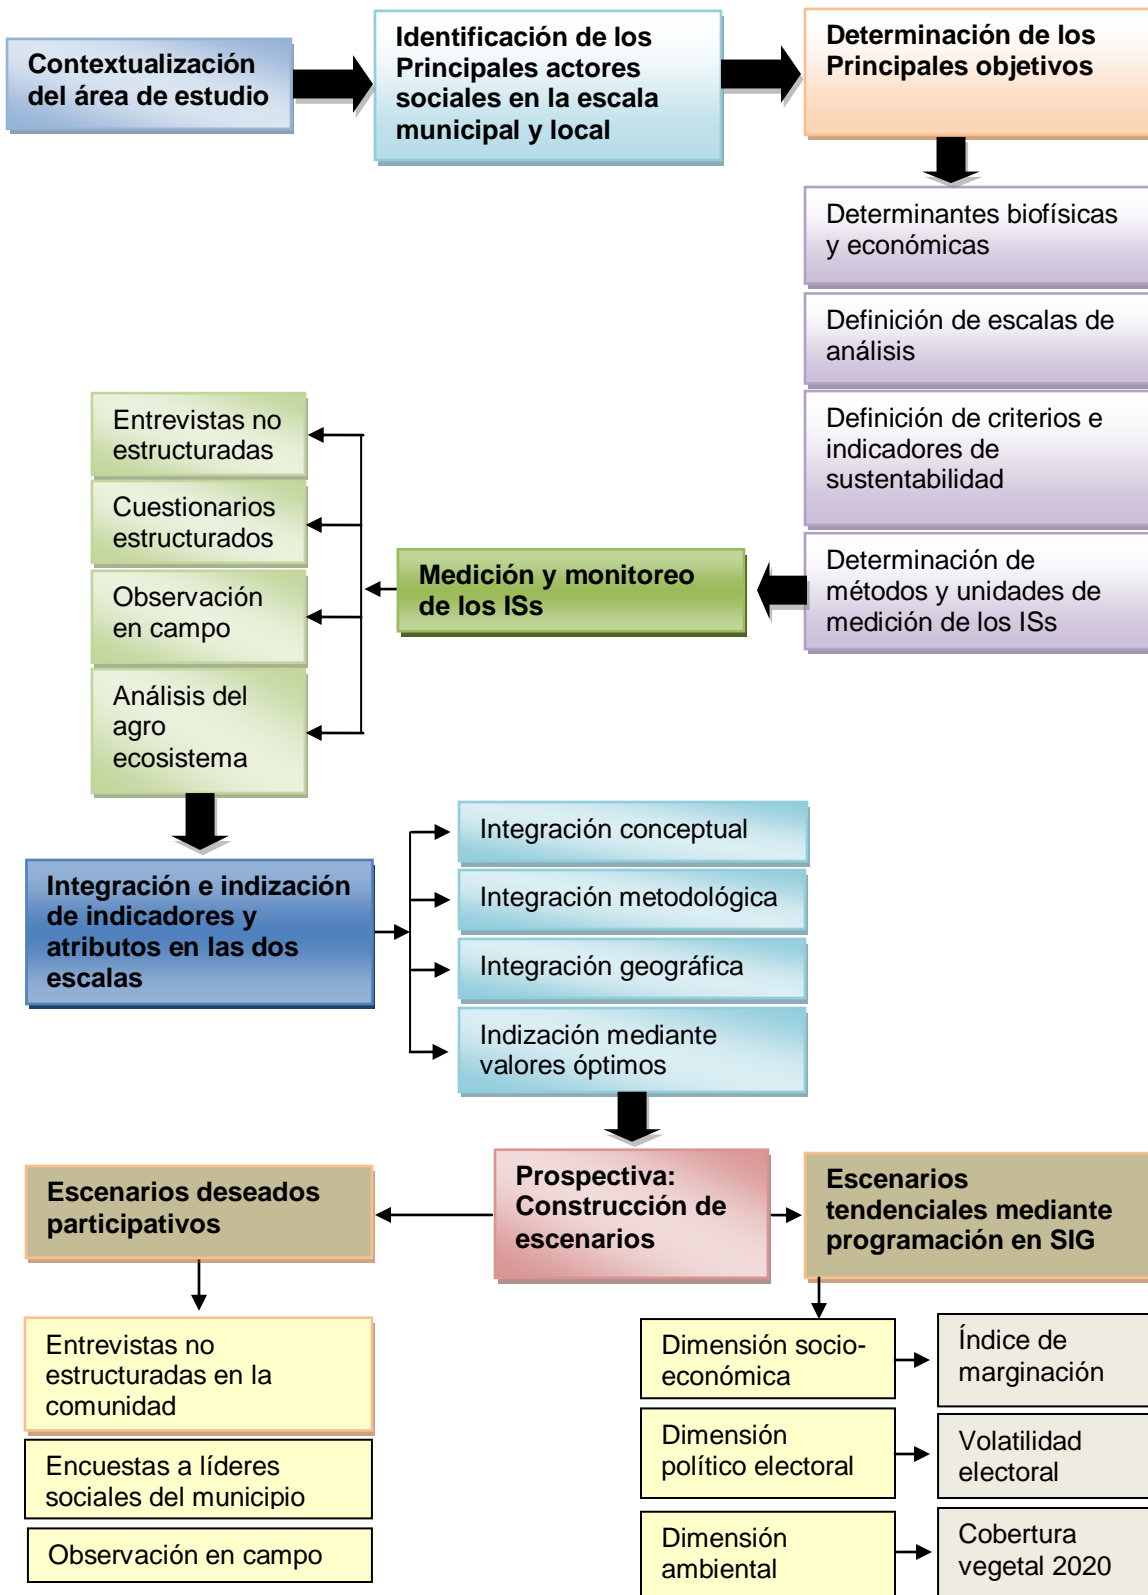 Contextualización
del área de estudio
Identificación de los
Principales actores
sociales en la escala
municipal y local
Determinación de los
Principales objetivos
Determinantes biofísicas
y económicas
Definición de escalas de
análisis
Definición de criterios e
indicadores de
sustentabilidad
Determinación de
métodos y unidades de
medición de los ISs
Medición y monitoreo
de los ISs
Entrevistas no
estructuradas
Cuestionarios
estructurados
Observación
en campo
Análisis del
agro
ecosistema
Integración e indización
de indicadores y
atributos en las dos
escalas
Integración conceptual
Integración metodológica
Integración geográfica
Indización mediante
valores óptimos
Prospectiva:
Construcción de
escenarios
Escenarios deseados
participativos
Entrevistas no
estructuradas en la
comunidad
Encuestas a líderes
sociales del municipio
Observación en campo
Escenarios
tendenciales mediante
programación en SIG
Dimensión socio-
económica
Índice de
marginación
Dimensión
político electoral
Volatilidad
electoral
Dimensión
ambiental
Cobertura
vegetal 2020